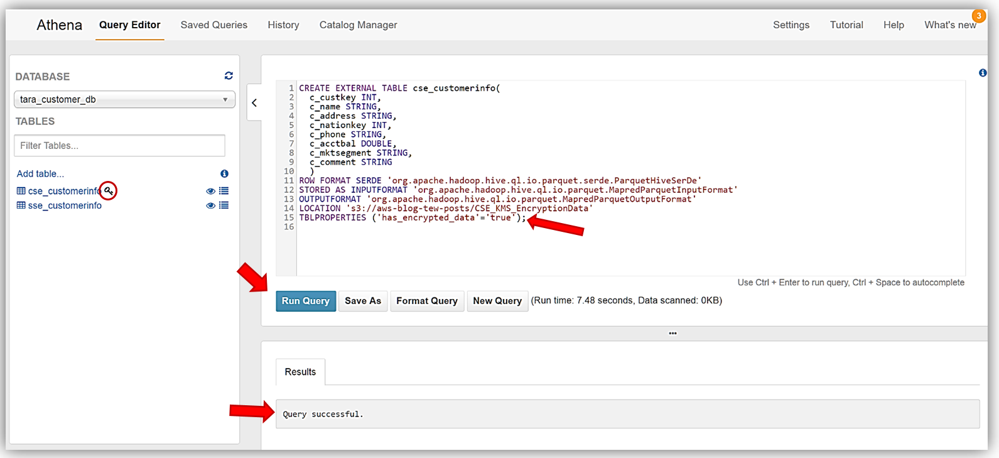 Athena Query Editor Saved Queries History Catalog Manager Settings Tutorial Help What's new 3
DATABASE
tara_customer_db
TABLES
Filter Tables...
Add table...
cse_customerinfo
sse_customerinfo
1 CREATE EXTERNAL TABLE cse_customerinfo(
2 c_custkey INT,
3 c_name STRING,
4 c_address STRING,
5 c_nationkey INT,
6 c_phone STRING,
7 c_acctbal DOUBLE,
8 c_mktsegment STRING,
9 c_comment STRING
10 )
11 ROW FORMAT SERDE 'org.apache.hadoop.hive.ql.io.parquet.serde.ParquetHiveSerDe'
12 STORED AS INPUTFORMAT 'org.apache.hadoop.hive.ql.io.parquet.MapredParquetInputFormat'
13 OUTPUTFORMAT 'org.apache.hadoop.hive.ql.io.parquet.MapredParquetOutputFormat'
14 LOCATION 's3://aws-blog-tew-posts/CSE_KMS_EncryptionData'
15 TBLPROPERTIES ('has_encrypted_data'='true');
16
Use Ctrl + Enter to run query, Ctrl + Space to autocomplete
Run Query Save As Format Query New Query (Run time: 7.48 seconds, Data scanned: 0KB)
Results
Query successful.